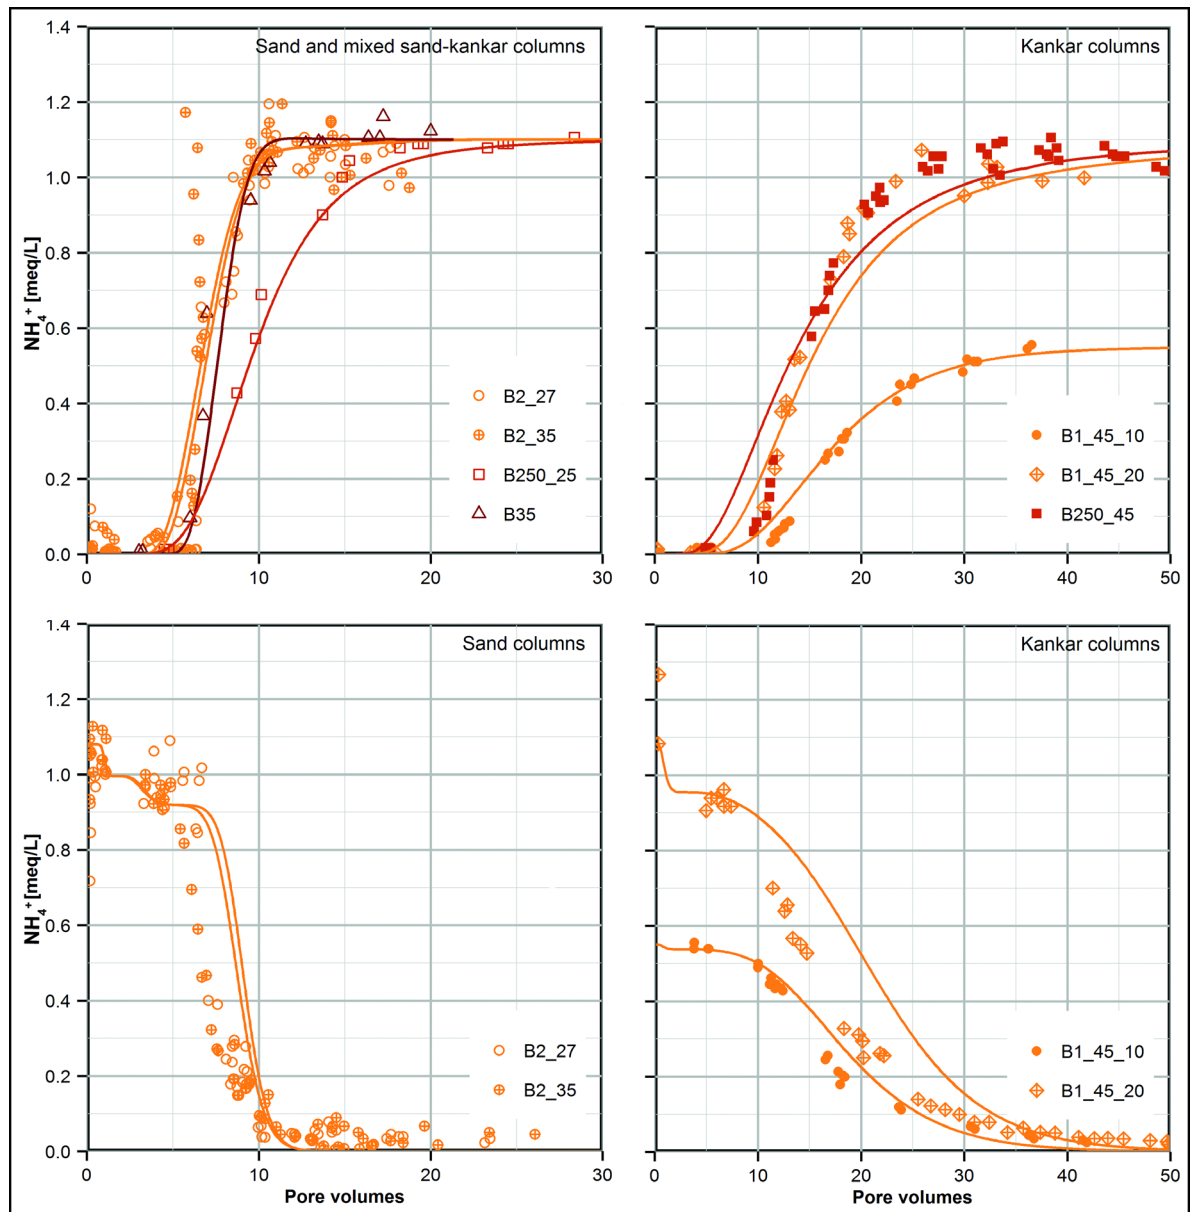 Sand and mixed sand-kankar columns
1.4
1.2
1.0
0.8
0.6
0.4
0.2
0.0
NH4+ [meq/L]
B2_27
B2_35
B250_25
B35
0 10 20 30
Kankar columns
B1_45_10
B1_45_20
B250_45
0 10 20 30 40 50
Sand columns
1.4
1.2
1.0
0.8
0.6
0.4
0.2
0.0
NH4+[meq/L]
B2_27
B2_35
0 10 20 30
Pore volumes
Kankar columns
B1_45_10
B1_45_20
0 10 20 30 40 50
Pore volumes